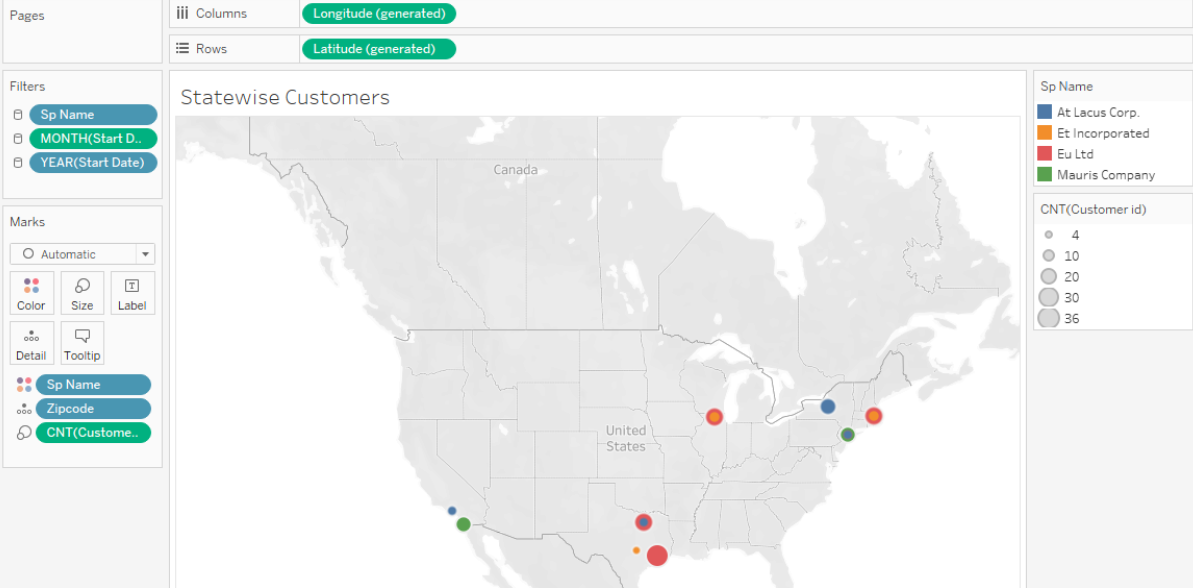 Pages
Columns
Longitude (generated)
Rows
Latitude (generated)
Filters
Sp Name
MONTH(Start D..
YEAR(Start Date)
Marks
Automatic
Color
Size
T
Label
Detail
Tooltip
Sp Name
Zipcode
CNT(Custome..
Statewise Customers
Canada
United
States
Sp Name
At Lacus Corp.
Et Incorporated
Eu Ltd
Mauris Company
CNT(Customer id)
4
10
20
30
36